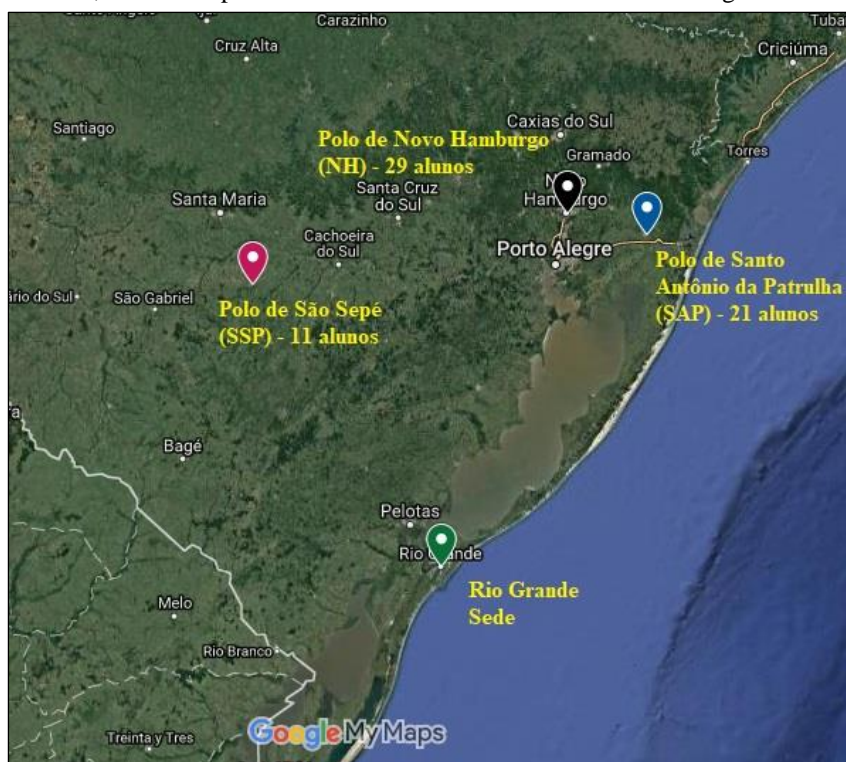 Carazinho
Tuba
Cruz Alta
Criciúma
Santiago
Caxias do Sul
Polo de Novo Hamburgo
(NH) - 29 alunos
Gramado
Torres
Santa Maria
Santa Cruz
do Sul
Hamburgo
Cachoeira
do Sul
Porto Alegre
ário do Sul
São Gabriel
Polo de São Sepé
(SSP) - 11 alunos
Polo de Santo
Antônio da Patrulha
(SAP) - 21 alunos
Bagé
Pelotas
Rio Grande
Rio Grande
Sede
Melo
Rio Branco
Treinta y Tres
Google My Maps